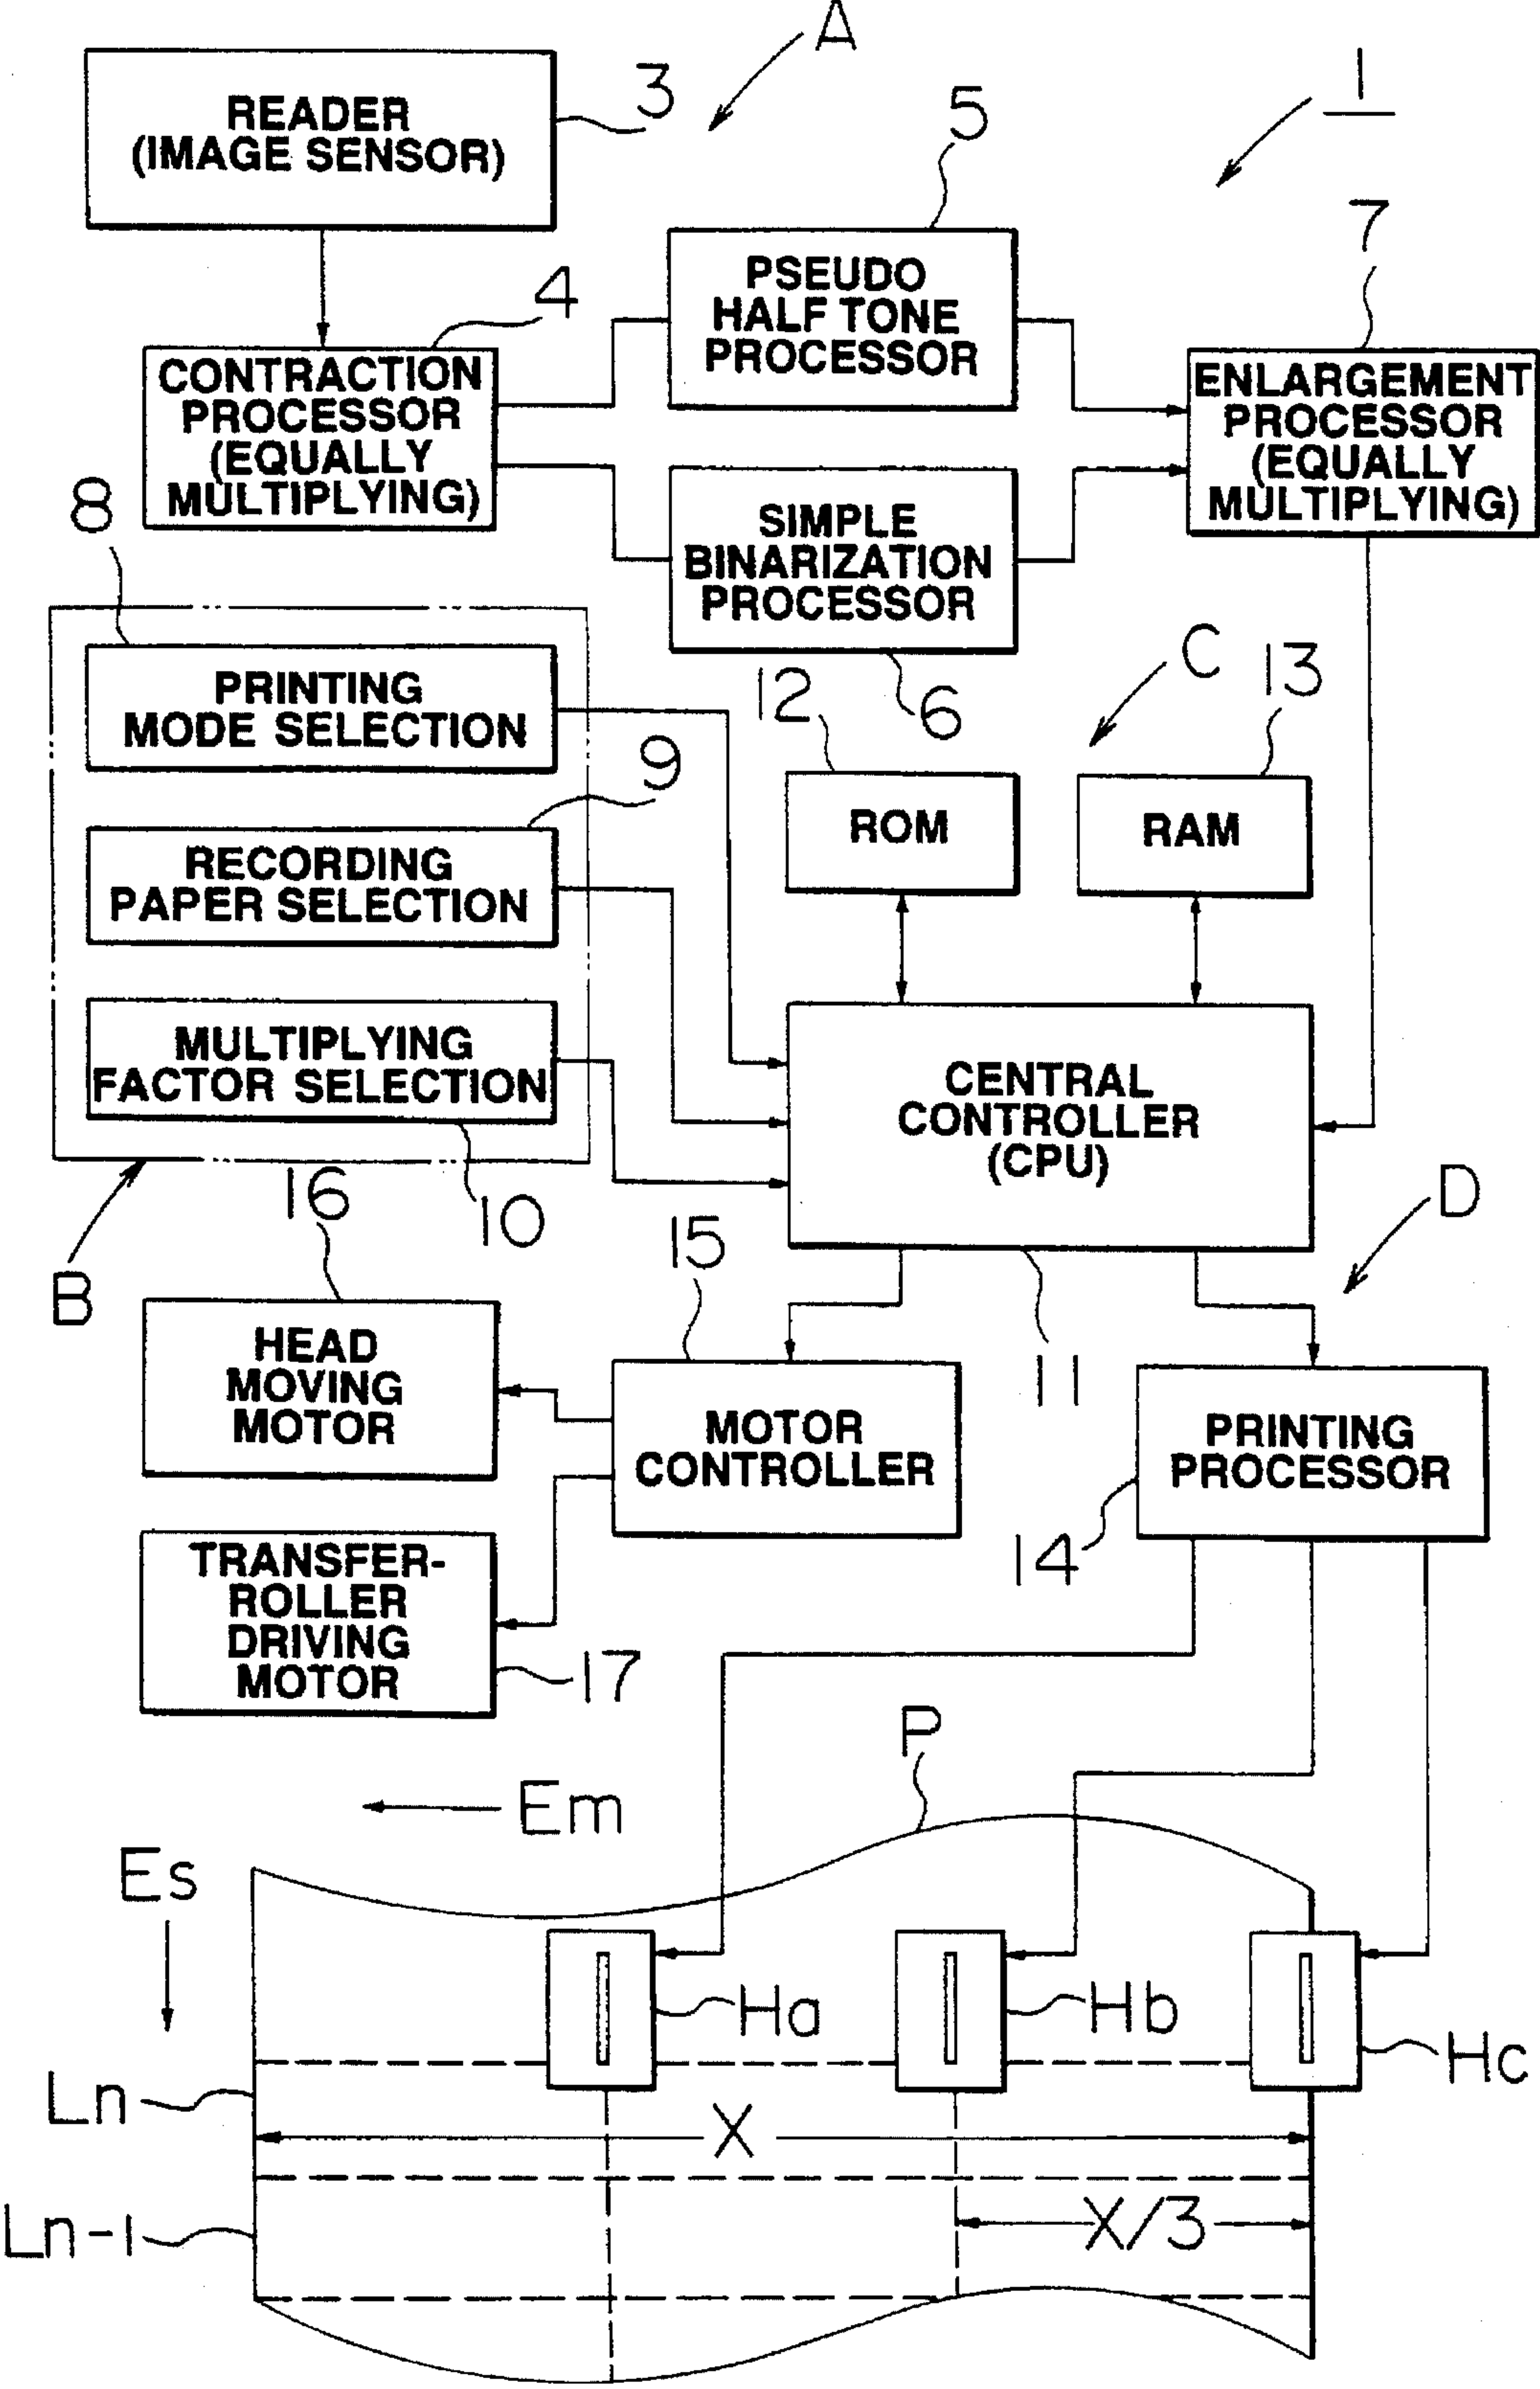 A
READER
(IMAGE SENSOR)
3
1
5
PSEUDO
HALF TONE
PROCESSOR
7
4
CONTRACTION
PROCESSOR
(EQUALLY
MULTIPLYING)
ENLARGEMENT
PROCESSOR
(EQUALLY
MULTIPLYING)
SIMPLE
BINARIZATION
PROCESSOR
6
8
PRINTING
MODE SELECTION
9
RECORDING
PAPER SELECTION
MULTIPLYING
FACTOR SELECTION
10
B
12
ROM
C
13
RAM
CENTRAL
CONTROLLER
(CPU)
11
D
16
HEAD
MOVING
MOTOR
15
MOTOR
CONTROLLER
PRINTING
PROCESSOR
14
TRANSFER-
ROLLER
DRIVING
MOTOR
17
P
Em
Es
Ha
Hb
Hc
Ln
X
X/3
Ln-1